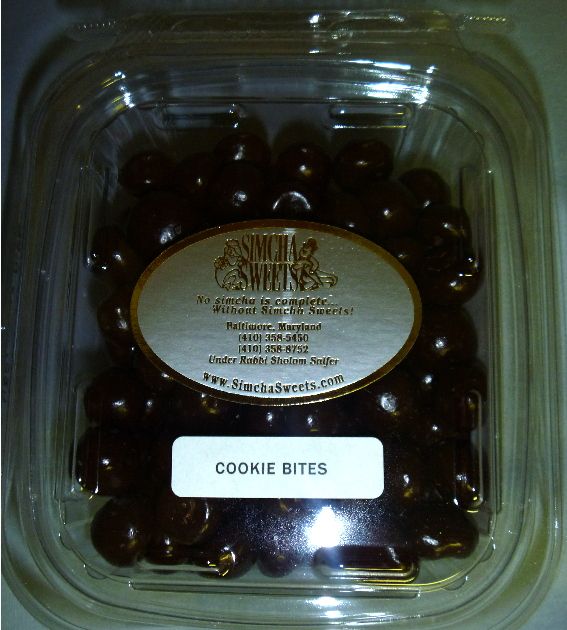 SIMCHA
SWEETS
No simcha is complete...
Without Simcha Sweets!
Baltimore, Maryland
(410) 358-5450
(410) 358-8752
Under Rabbi Sholom Salfer
www.SimchaSweets.com
COOKIE BITES